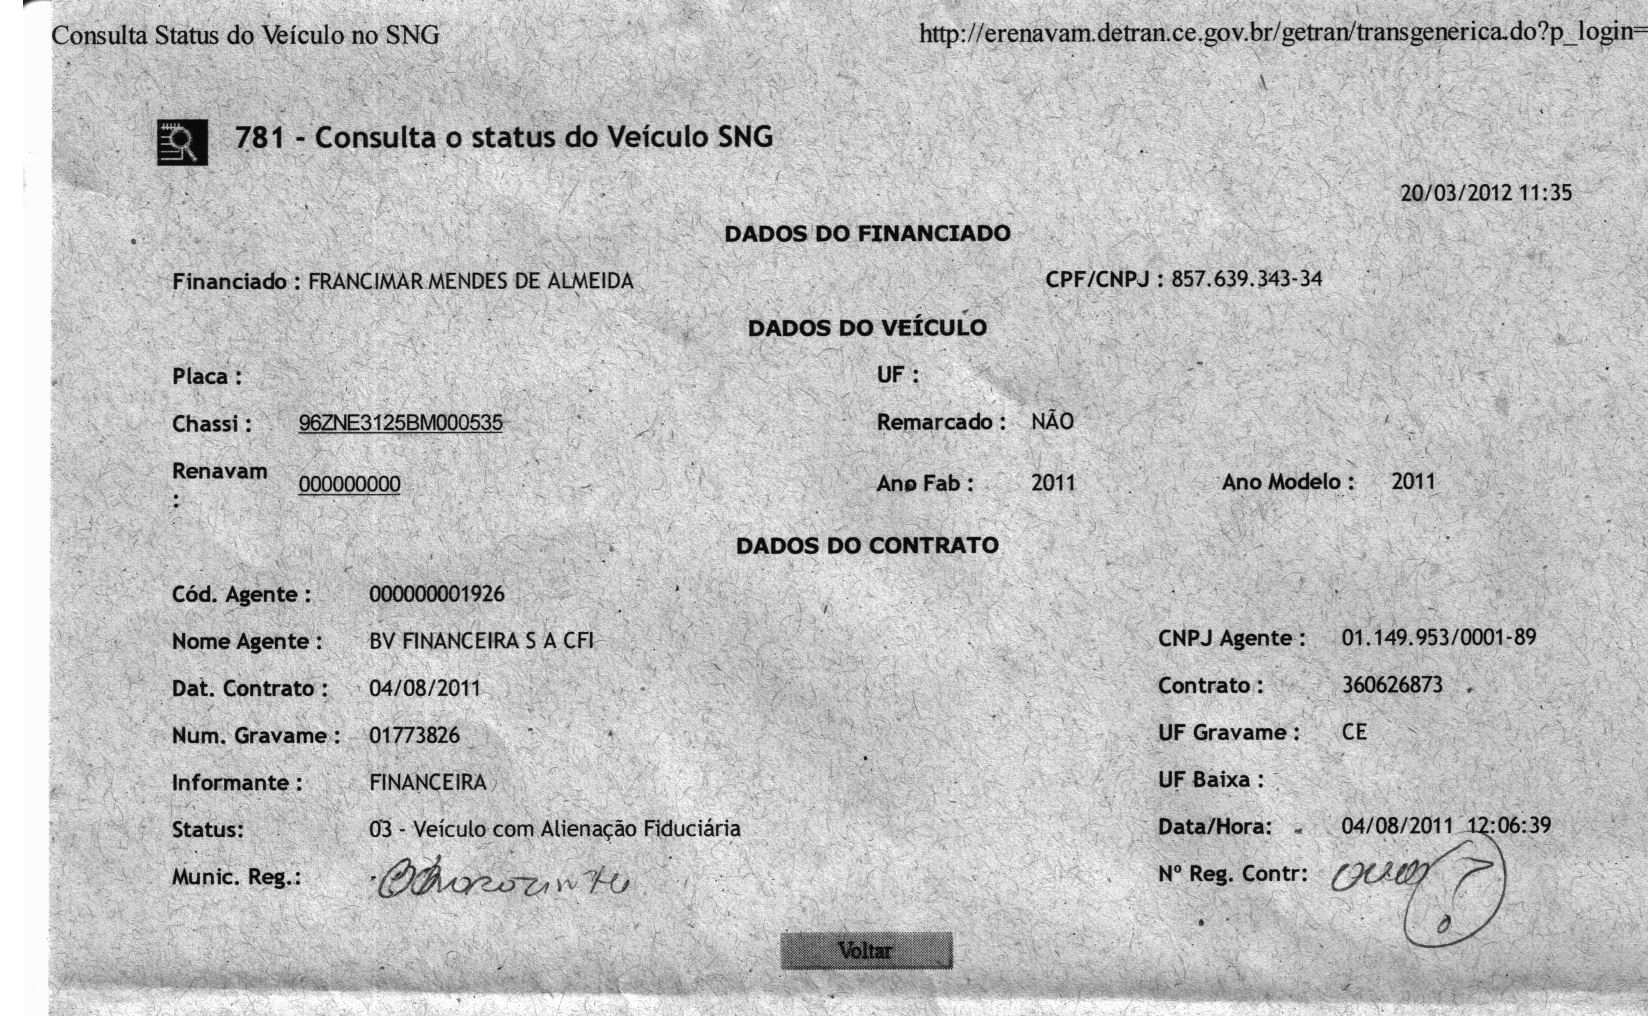 Consulta Status do Veículo no SNG http://erenavam.detran.ce.gov.br/getran/transgenerica.do?p_login=
781 - Consulta o status do Veículo SNG
20/03/2012 11:35
DADOS DO FINANCIADO
Financiado : FRANCIMAR MENDES DE ALMEIDA CPF/CNPJ : 857.639.343-34
DADOS DO VEÍCULO
Placa : UF :
Chassi : 96ZNE3125BM000535 Remarcado : NÃO
Renavam : 000000000 Ano Fab : 2011 Ano Modelo : 2011
DADOS DO CONTRATO
Cód. Agente : 000000001926
Nome Agente : BV FINANCEIRA S A CFI CNPJ Agente : 01.149.953/0001-89
Dat. Contrato : 04/08/2011 Contrato : 360626873
Num. Gravame : 01773826 UF Gravame : CE
Informante : FINANCEIRA UF Baixa :
Status: 03 - Veículo com Alienação Fiduciária Data/Hora: 04/08/2011 12:06:39
Munic. Reg.: Nº Reg. Contr: ?
Voltar